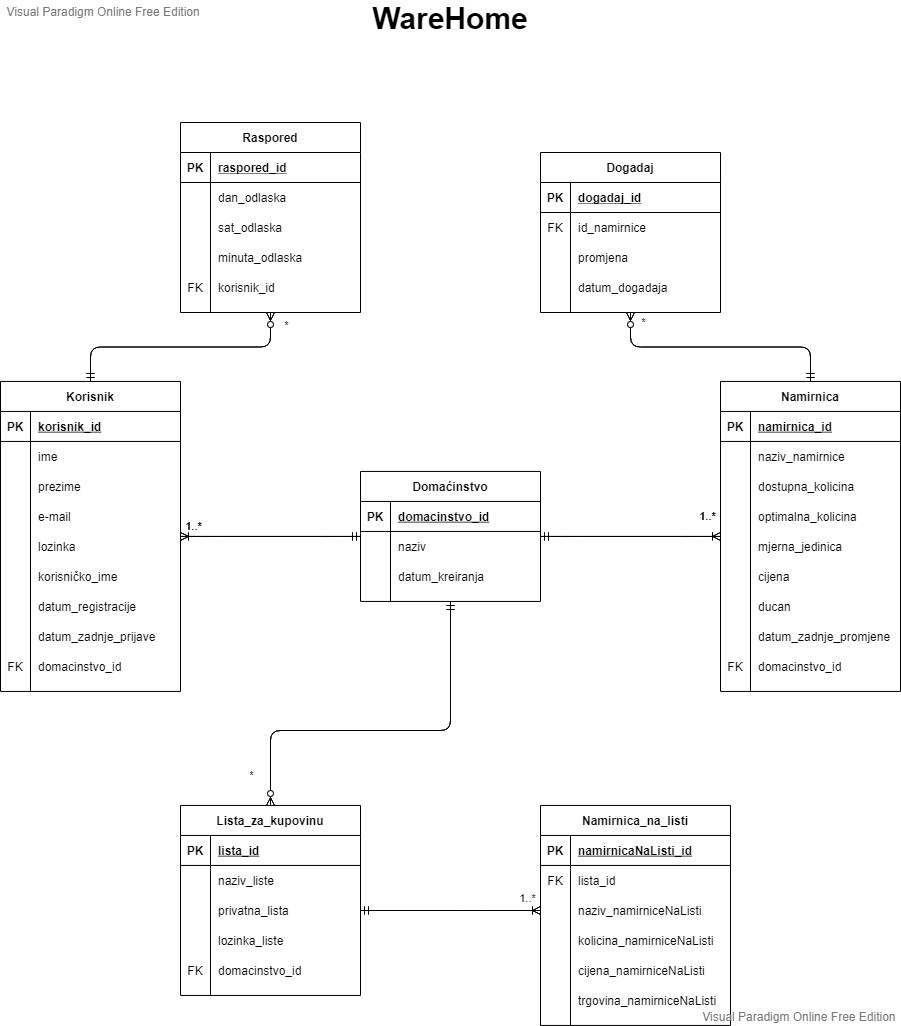 Visual Paradigm Online Free Edition
WareHome
Raspored
PK raspored_id
dan_odlaska
sat_odlaska
minuta_odlaska
FK korisnik_id
*
Događaj
PK događaj_id
FK id_namirnice
promjena
datum_događaja
*
Korisnik
PK korisnik_id
ime
prezime
e-mail
lozinka
korisničko_ime
datum_registracije
datum_zadnje_prijave
FK domacinstvo_id
1..*
Domaćinstvo
PK domacinstvo_id
naziv
datum_kreiranja
1..*
Namirnica
PK namirnica_id
naziv_namirnice
dostupna_kolicina
optimalna_kolicina
mjerna_jedinica
cijena
ducan
datum_zadnje_promjene
FK domacinstvo_id
*
Lista_za_kupovinu
PK lista_id
naziv_liste
privatna_lista
lozinka_liste
FK domacinstvo_id
1..*
Namirnica_na_listi
PK namirnicaNaListi_id
FK lista_id
naziv_namirniceNaListi
kolicina_namirniceNaListi
cijena_namirniceNaListi
trgovina_namirniceNaListi
Visual Paradigm Online Free Edition